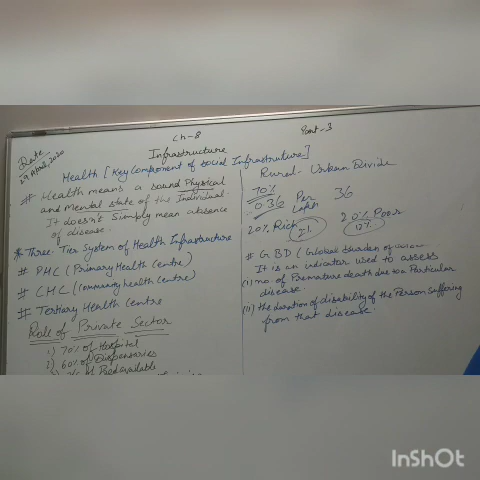 Date
29 April, 2020
Ch-8
Part-3
Infrastructure
Health [Key Component of Social Infrastructure]
# Health means a sound Physical
and Mental state of the Individual.
It doesn't Simply mean absence
of disease.
* Three-Tier System of Health Infrastructure
# PHC (Primary Health Centre)
# CHC (Community health centre)
# Tertiary Health Centre
Role of Private Sector
1) 70% of Hospital
2) 60% of Dispensaries
of Bed available
Rural - Urban Divide
70%
0.36 Per 36
Lakh
20% Rich 20% Poor
2% 12%
# GBD (Global burden of
It is an indicator used to assess
(i) no of Premature death due to a Particular
disease.
(ii) the duration of disability of the Person Suffering
from that disease.
InShOt